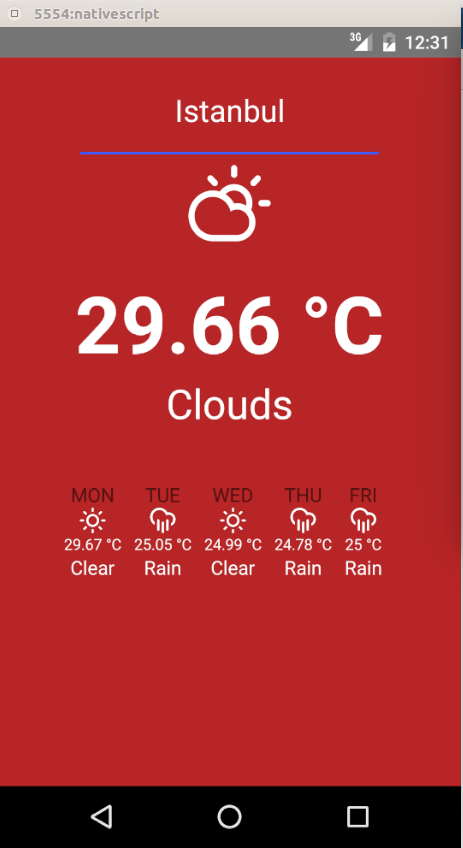 5554:nativescript
3G 12:31
Istanbul
29.66 °C
Clouds
MON TUE WED THU FRI
29.67 °C 25.05 °C 24.99 °C 24.78 °C 25 °C
Clear Rain Clear Rain Rain